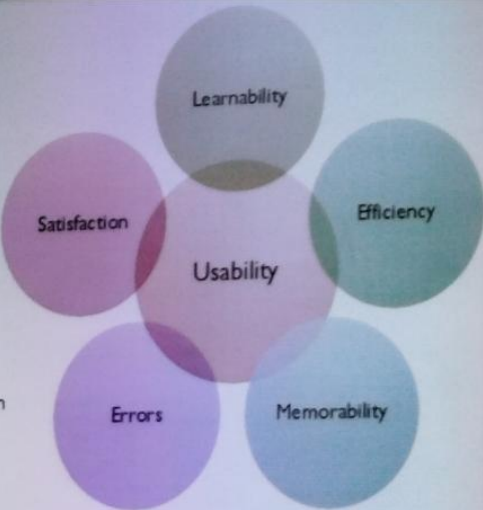 Learnability
Efficiency
Satisfaction
Usability
Memorability
Errors